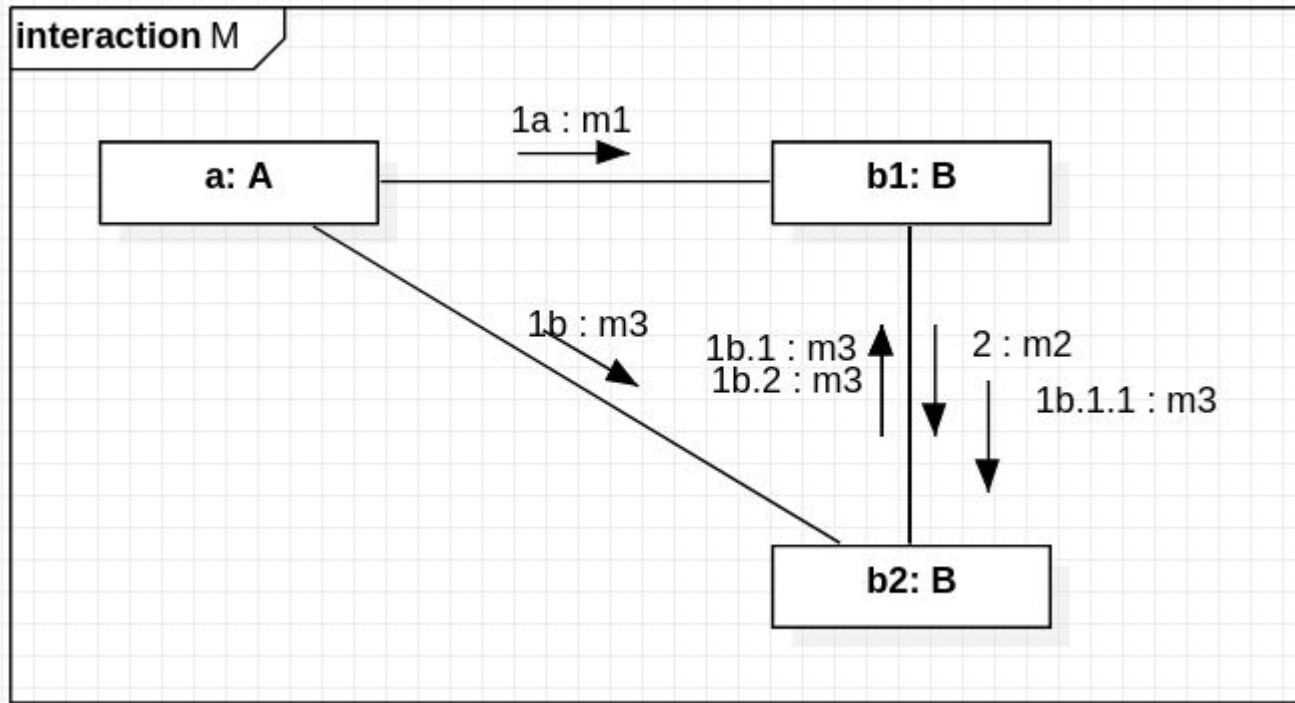 interaction M
1a : m1
a: A
b1: B
1b : m3
1b.1 : m3
1b.2 : m3
2 : m2
1b.1.1 : m3
b2: B